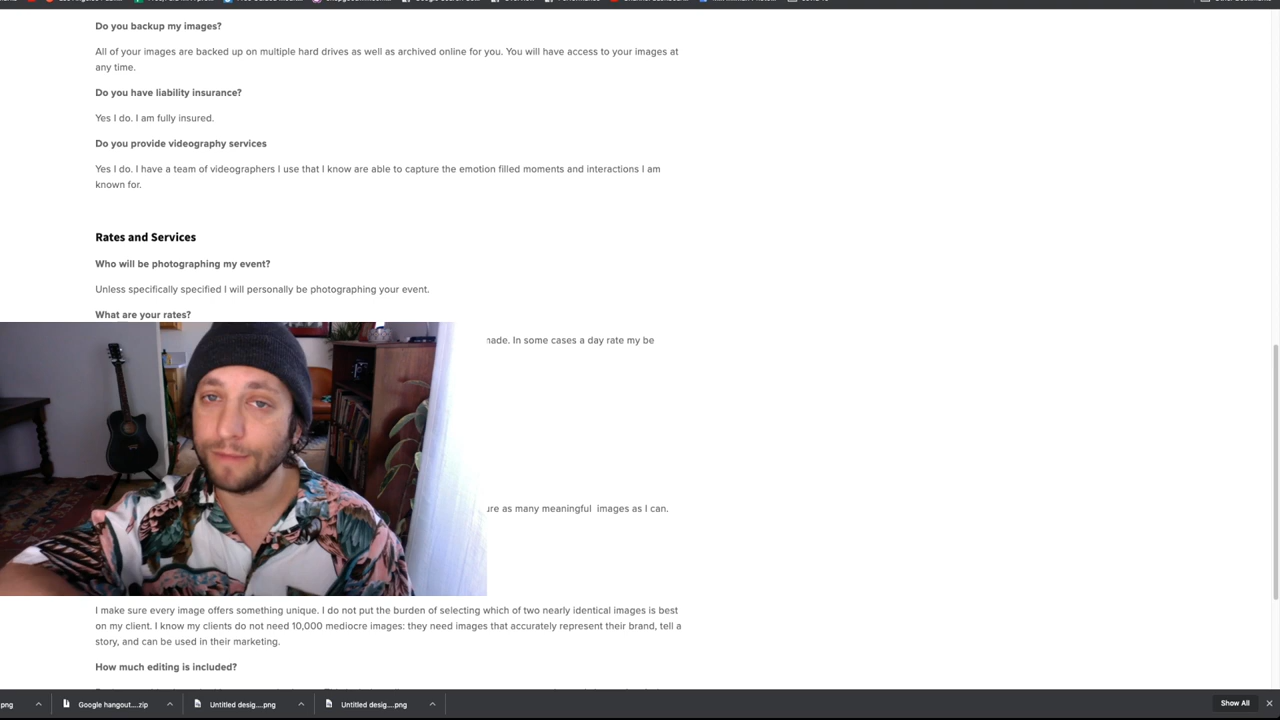 Do you backup my images?
All of your images are backed up on multiple hard drives as well as archived online for you. You will have access to your images at
any time.
Do you have liability insurance?
Yes I do. I am fully insured.
Do you provide videography services
Yes I do. I have a team of videographers I use that I know are able to capture the emotion filled moments and interactions I am
known for.
Rates and Services
Who will be photographing my event?
Unless specifically specified I will personally be photographing your event.
What are your rates?
made. In some cases a day rate my be
as many meaningful images as I can.
I make sure every image offers something unique. I do not put the burden of selecting which of two nearly identical images is best
on my client. I know my clients do not need 10,000 mediocre images: they need images that accurately represent their brand, tell a
story, and can be used in their marketing.
How much editing is included?
png
Google hangout....zip
Untitled desig....png
Untitled desig....png
Show All